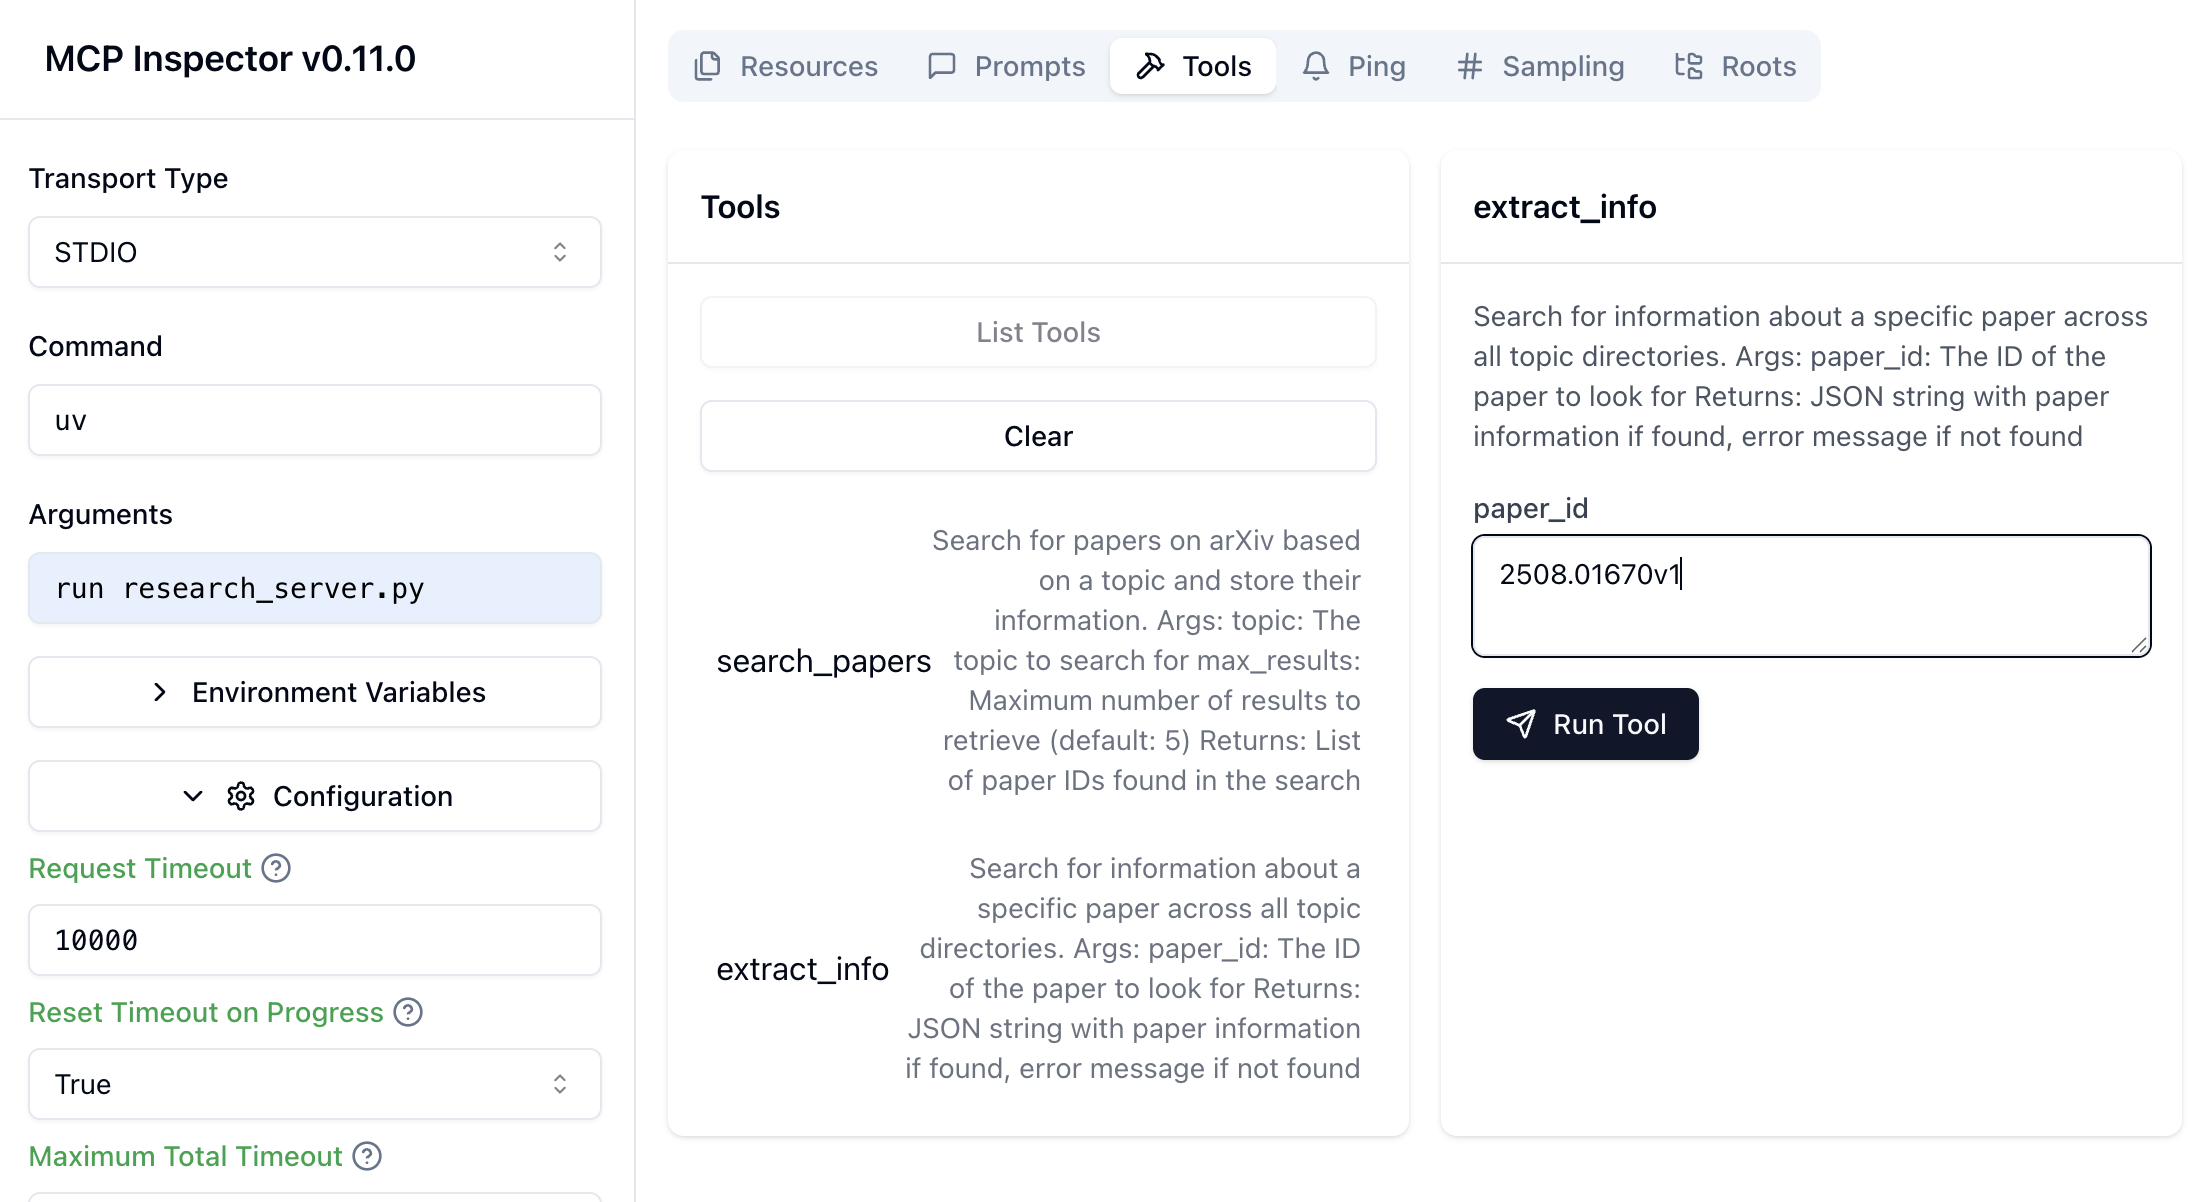 MCP Inspector v0.11.0
Transport Type
STDIO
Command
uv
Arguments
run research_server.py
Environment Variables
Configuration
Request Timeout
10000
Reset Timeout on Progress
True
Maximum Total Timeout
Resources
Prompts
Tools
Ping
Sampling
Roots
Tools
List Tools
Clear
search_papers
Search for papers on arXiv based
on a topic and store their
information. Args: topic: The
topic to search for max_results:
Maximum number of results to
retrieve (default: 5) Returns: List
of paper IDs found in the search
extract_info
Search for information about a
specific paper across all topic
directories. Args: paper_id: The ID
of the paper to look for Returns:
JSON string with paper information
if found, error message if not found
extract_info
Search for information about a specific paper across
all topic directories. Args: paper_id: The ID of the
paper to look for Returns: JSON string with paper
information if found, error message if not found
paper_id
2508.01670v1
Run Tool